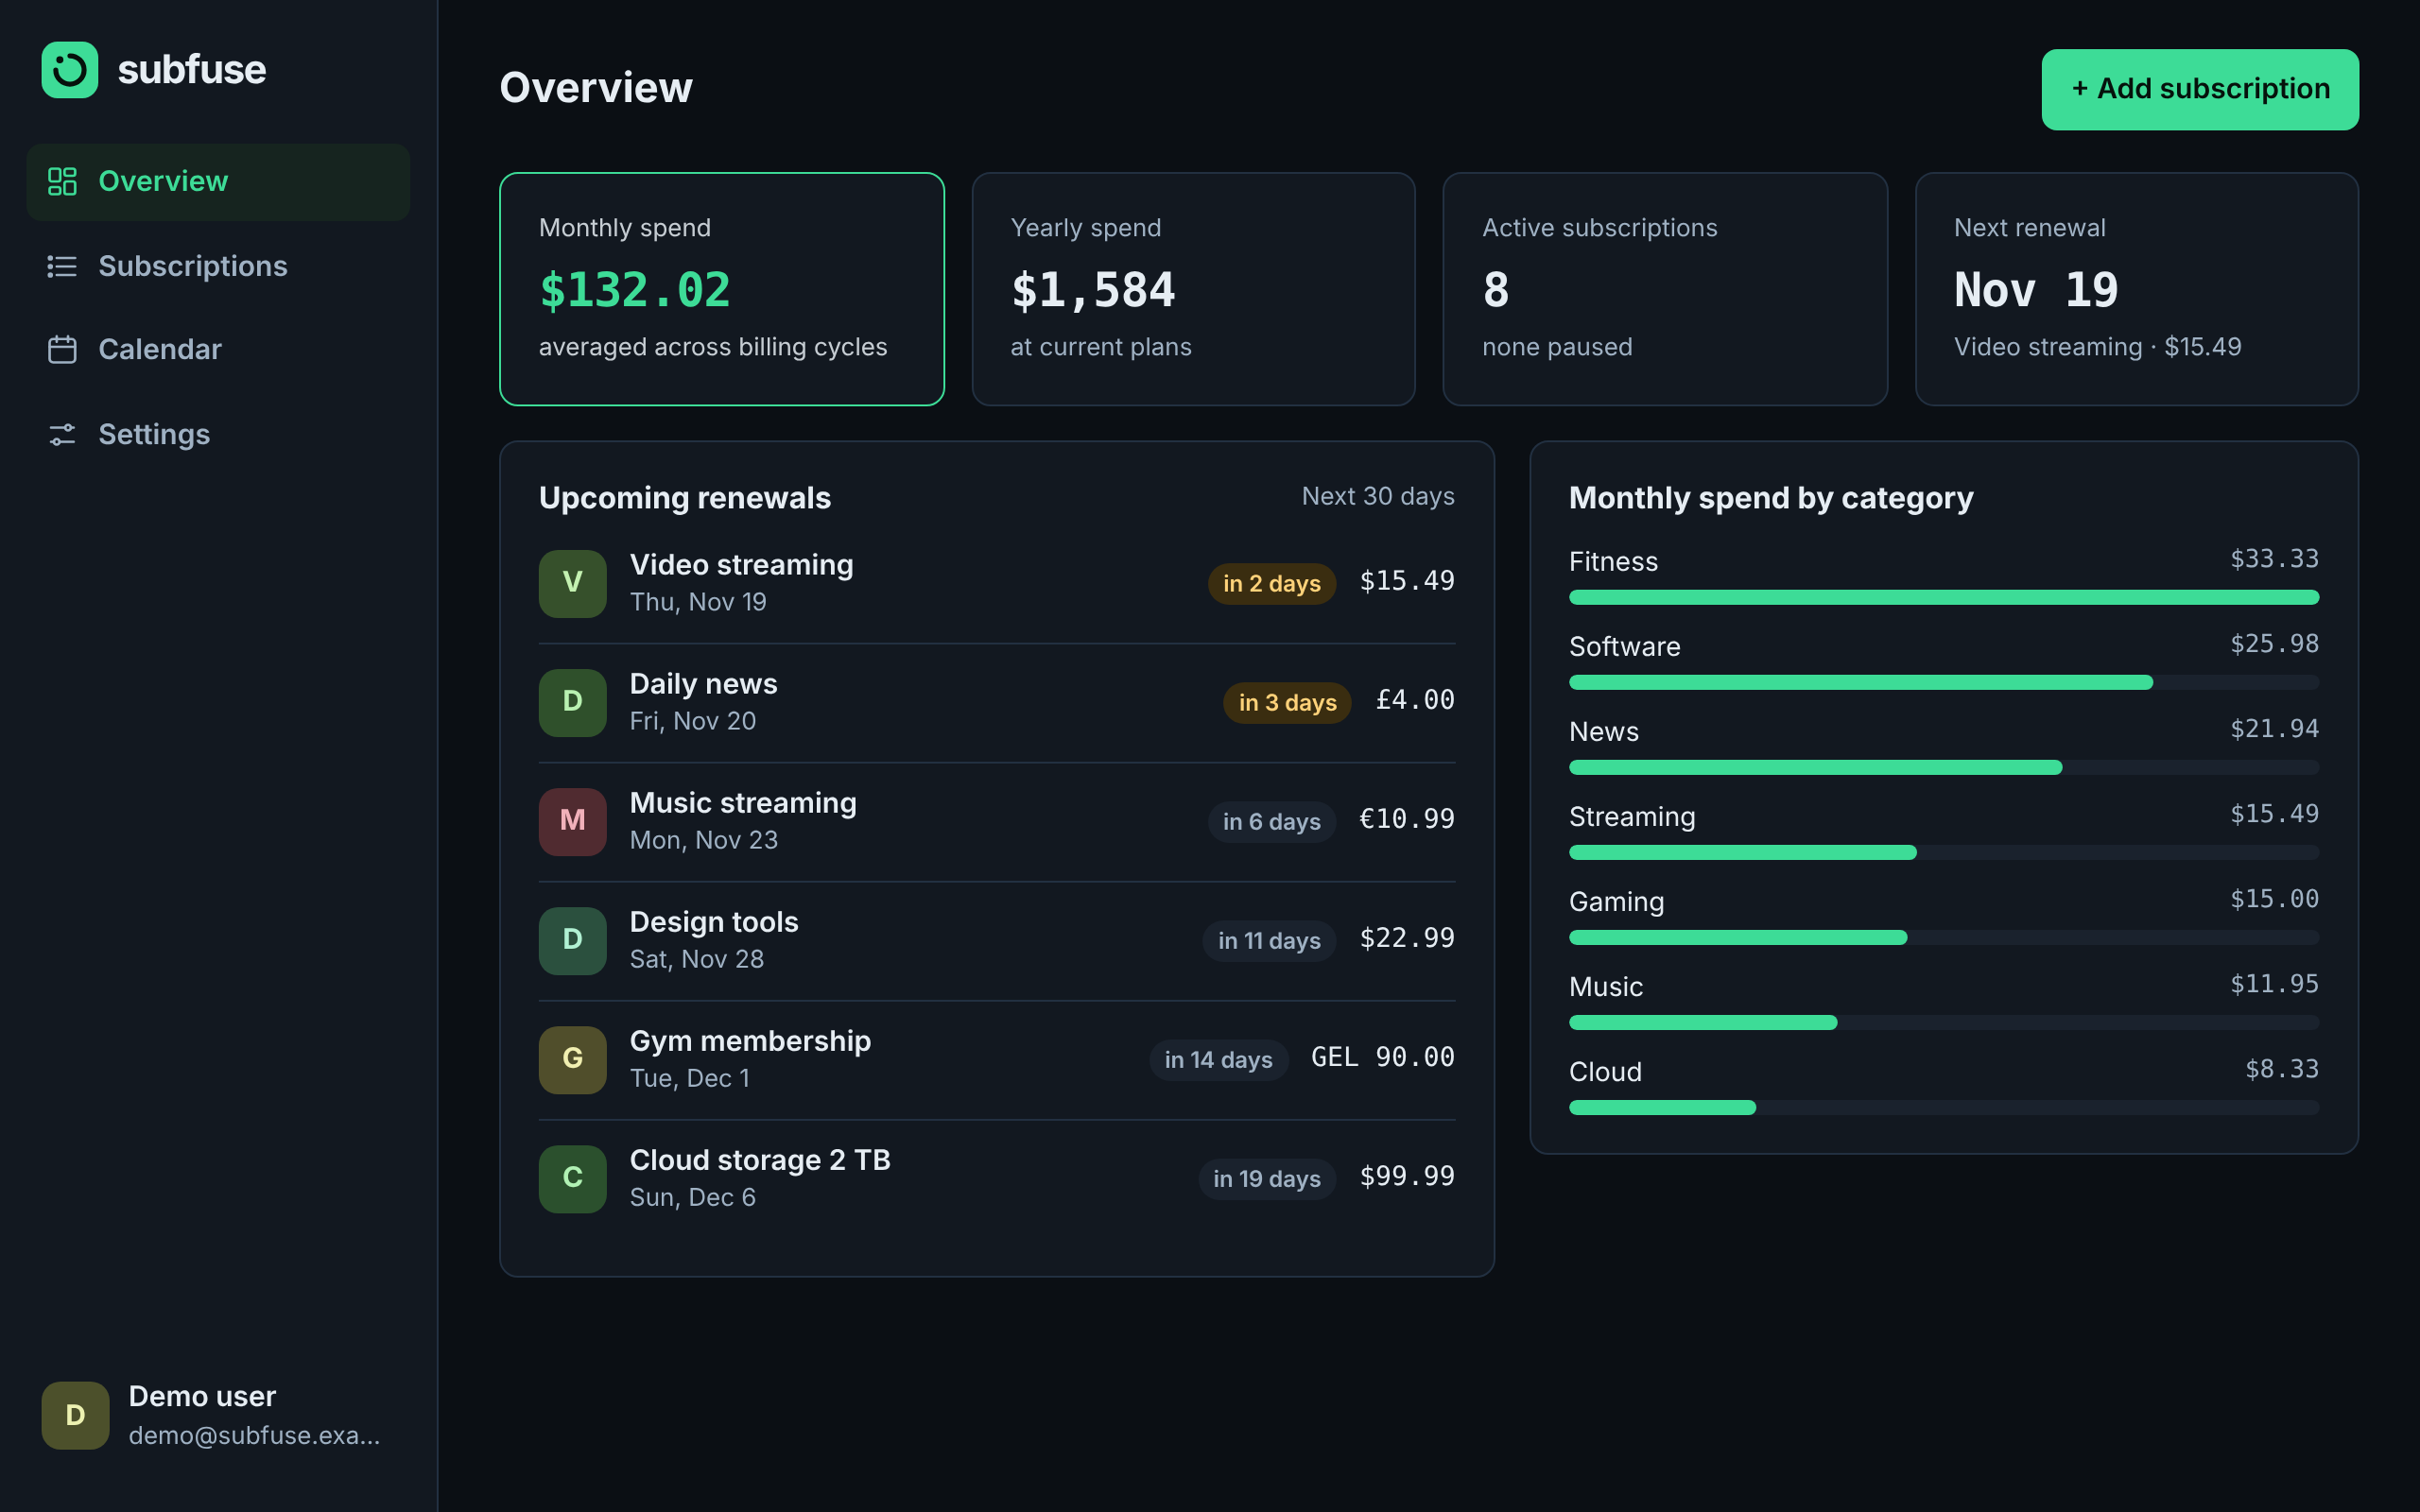 subfuse
Overview
Subscriptions
Calendar
Settings
Demo user
demo@subfuse.exa...
Overview
+ Add subscription
Monthly spend
$132.02
averaged across billing cycles
Yearly spend
$1,584
at current plans
Active subscriptions
8
none paused
Next renewal
Nov 19
Video streaming · $15.49
Upcoming renewals Next 30 days
V
Video streaming
Thu, Nov 19
in 2 days $15.49
D
Daily news
Fri, Nov 20
in 3 days £4.00
M
Music streaming
Mon, Nov 23
in 6 days €10.99
D
Design tools
Sat, Nov 28
in 11 days $22.99
G
Gym membership
Tue, Dec 1
in 14 days GEL 90.00
C
Cloud storage 2 TB
Sun, Dec 6
in 19 days $99.99
Monthly spend by category
Fitness $33.33
Software $25.98
News $21.94
Streaming $15.49
Gaming $15.00
Music $11.95
Cloud $8.33
D